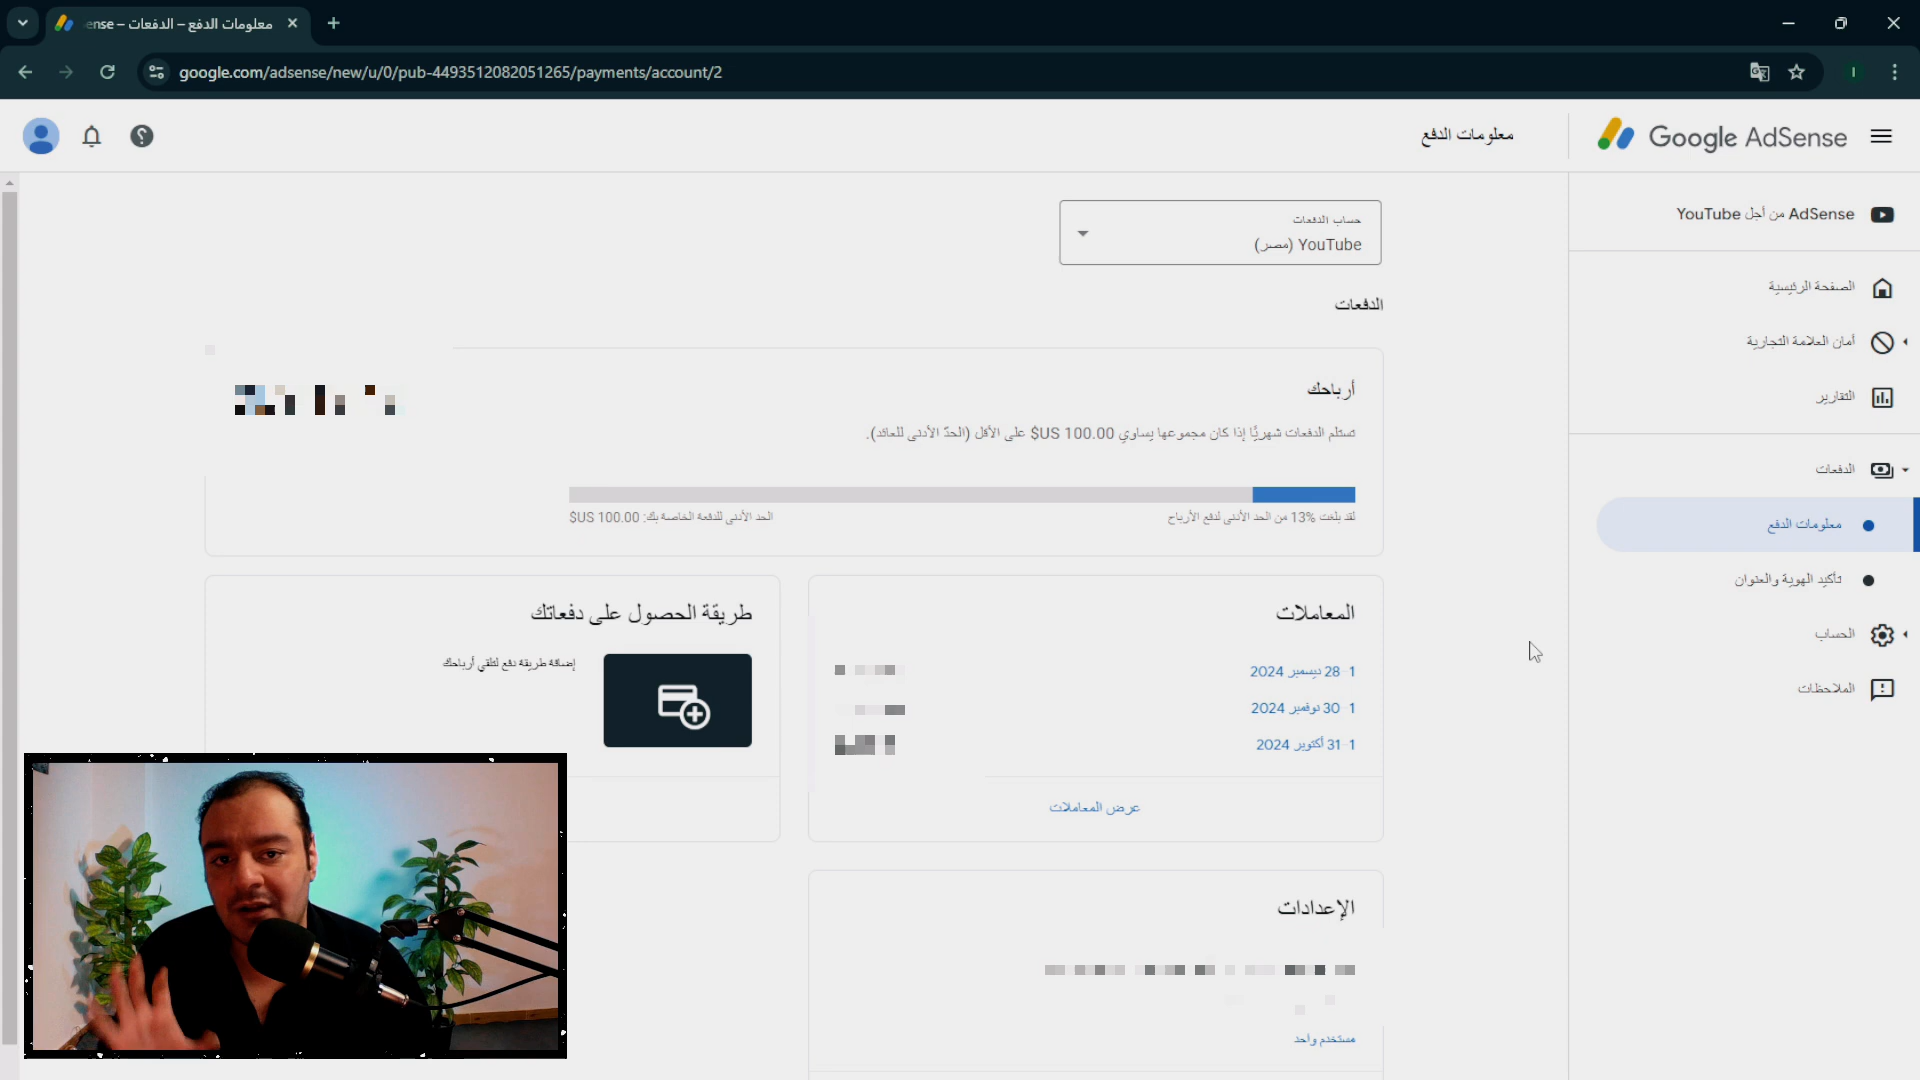 ense – معلومات الدفع – الدفعات
google.com/adsense/new/u/0/pub-4493512082051265/payments/account/2
Google AdSense
معلومات الدفع
AdSense من أجل YouTube
الصفحة الرئيسية
أمان العلامة التجارية
التقارير
الدفعات
معلومات الدفع
تأكيد الهوية والعنوان
الحساب
الملاحظات
حساب الدفعات
YouTube (مصر)
الدفعات
أرباحك
تستلم الدفعات شهريًا إذا كان مجموعها يساوي US 100.00$ على الأقل (الحدّ الأدنى للعائد).
لقد بلغت 13% من الحد الأدنى لدفع الأرباح
الحد الأدنى للدفعة الخاصة بك: US 100.00$
المعاملات
1–28 ديسمبر 2024
1–30 نوفمبر 2024
1–31 أكتوبر 2024
عرض المعاملات
طريقة الحصول على دفعاتك
إضافة طريقة دفع لتلقي أرباحك
الإعدادات
مستخدم واحد